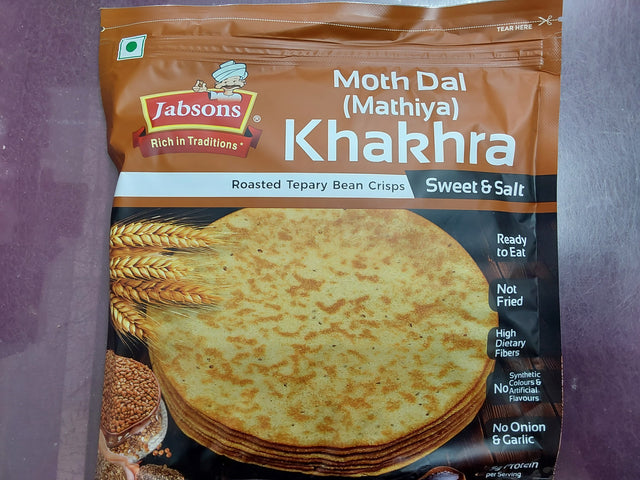 TEAR HERE
Jabsons ®
Rich in Traditions*
Moth Dal
(Mathiya)
Khakhra
Roasted Tepary Bean Crisps
Sweet & Salt
Ready
to Eat
Not
Fried
High
Dietary
Fibers
No Synthetic
Colours &
Artificial
Flavours
No Onion
& Garlic
Protein
per Serving